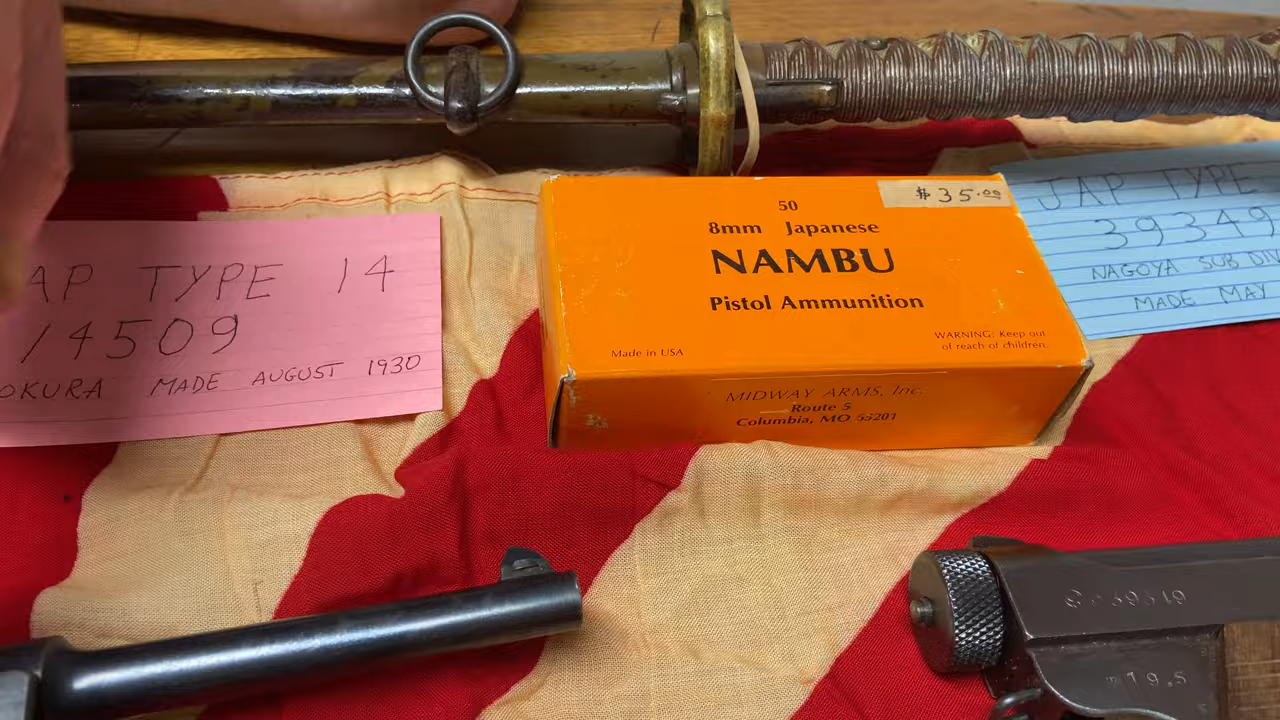 AP TYPE 14
14509
OKURA MADE AUGUST 1930
$35.00
50
8mm Japanese
NAMBU
Pistol Ammunition
Made in USA
WARNING: Keep out
of reach of children.
MIDWAY ARMS, Inc.
Route 5
Columbia, MO 65201
JAP TYPE
39349
NAGOYA SUB DIV
MADE MAY
19.5